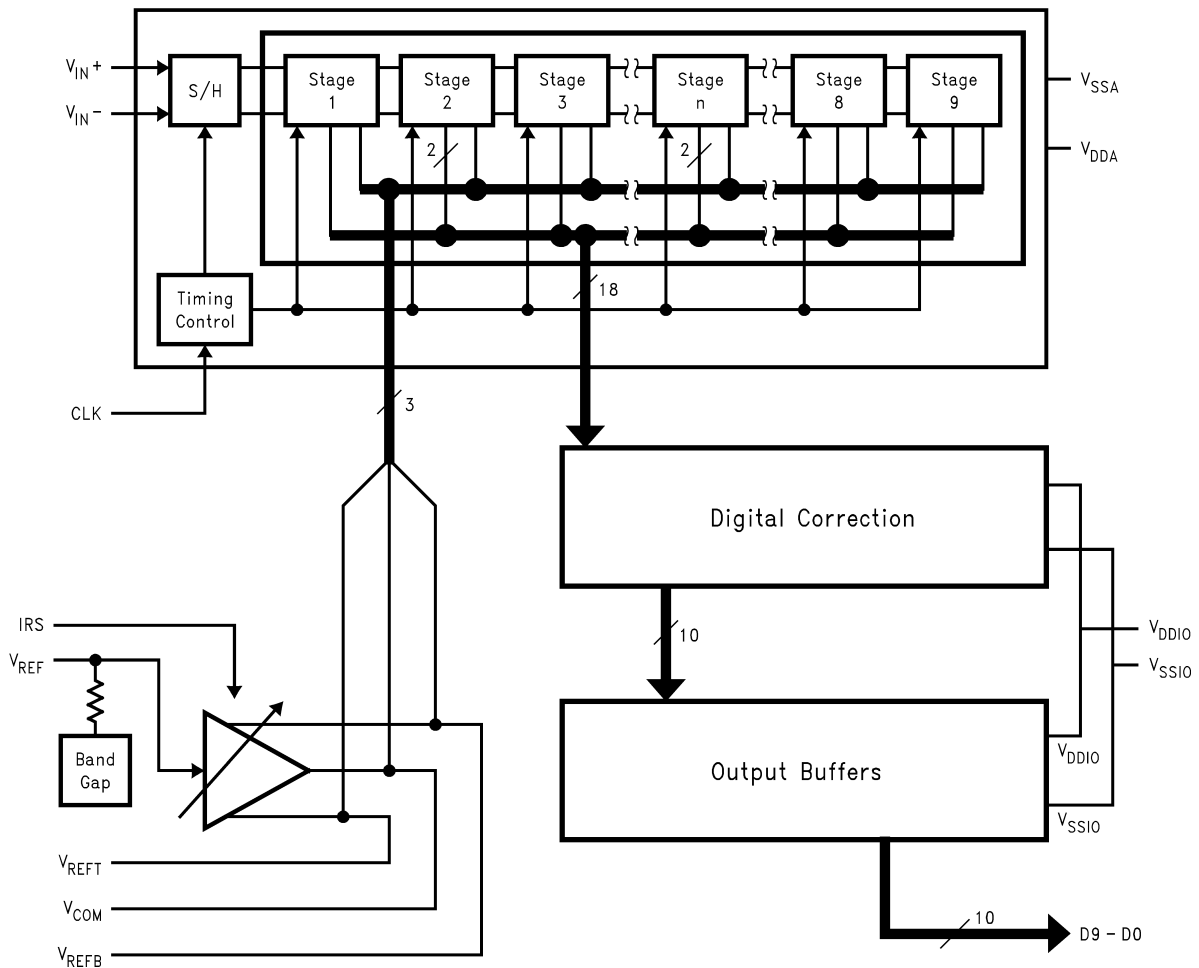 VIN+
VIN−
S/H
Stage 1
Stage 2
Stage 3
Stage n
Stage 8
Stage 9
VSSA
VDDA
2
2
18
Timing Control
CLK
3
Digital Correction
10
IRS
VREF
VDDIO
VSSIO
Band Gap
Output Buffers
VDDIO
VSSIO
VREFT
VCOM
VREFB
10
D9 – D0